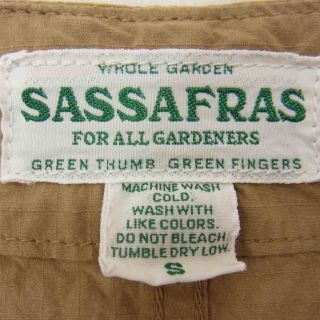 WHOLE GARDEN
SASSAFRAS
FOR ALL GARDENERS
GREEN THUMB GREEN FINGERS
MACHINE WASH
COLD.
WASH WITH
LIKE COLORS.
DO NOT BLEACH.
TUMBLE DRY LOW.
S